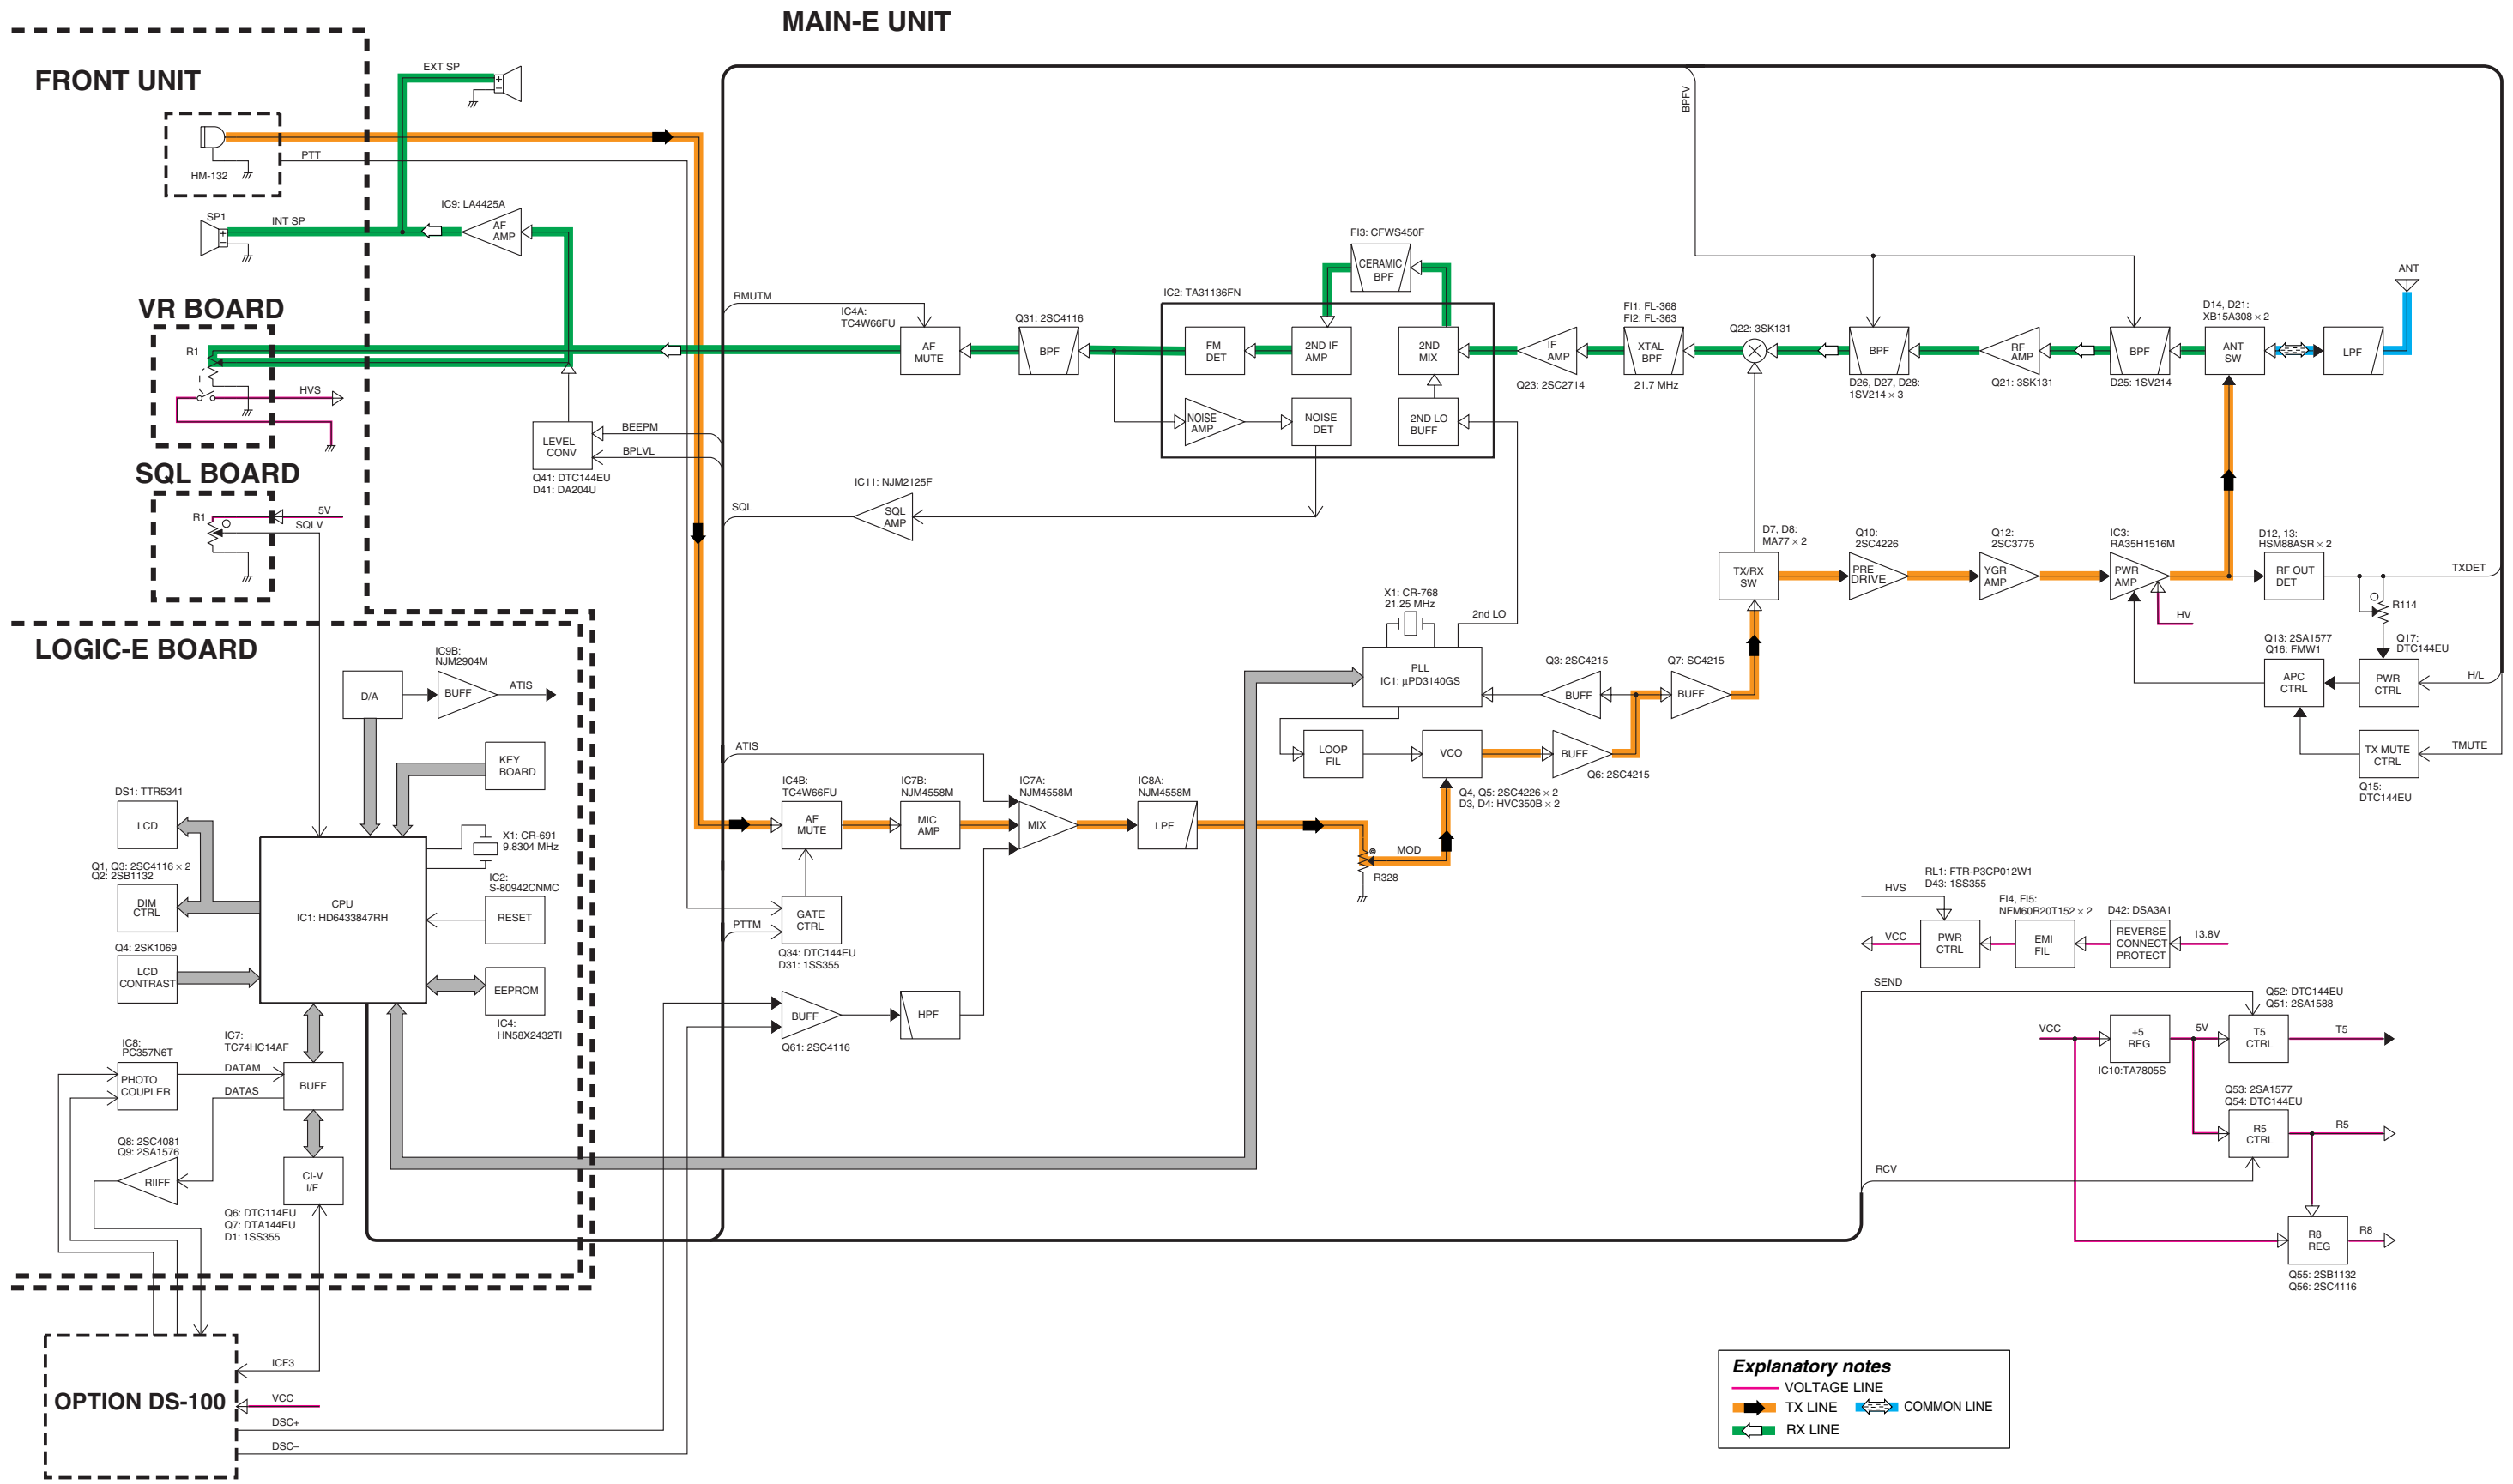 MAIN-E UNIT
FRONT UNIT
EXT SP
+
−
HM-132
PTT
SP1
INT SP
+
−
IC9: LA4425A
AF
AMP
VR BOARD
R1
HVS
SQL BOARD
R1
5V
SQLV
LEVEL
CONV
Q41: DTC144EU
D41: DA204U
BEEPM
BPLVL
SQL
RMUTM
IC4A:
TC4W66FU
AF
MUTE
Q31: 2SC4116
BPF
IC2: TA31136FN
FM
DET
2ND IF
AMP
2ND
MIX
NOISE
AMP
NOISE
DET
2ND LO
BUFF
FI3: CFWS450F
CERAMIC
BPF
IC11: NJM2125F
SQL
AMP
IF
AMP
Q23: 2SC2714
FI1: FL-368
FI2: FL-363
XTAL
BPF
21.7 MHz
Q22: 3SK131
BPFV
BPF
D26, D27, D28:
1SV214 × 3
RF
AMP
Q21: 3SK131
BPF
D25: 1SV214
D14, D21:
XB15A308 × 2
ANT
SW
LPF
ANT
D7, D8:
MA77 × 2
TX/RX
SW
Q10:
2SC4226
PRE
DRIVE
Q12:
2SC3775
YGR
AMP
IC3:
RA35H1516M
PWR
AMP
HV
D12, 13:
HSM88ASR × 2
RF OUT
DET
TXDET
R114
Q13: 2SA1577
Q16: FMW1
APC
CTRL
Q17:
DTC144EU
PWR
CTRL
H/L
TX MUTE
CTRL
TMUTE
Q15:
DTC144EU
X1: CR-768
21.25 MHz
2nd LO
PLL
IC1: µPD3140GS
Q3: 2SC4215
BUFF
Q7: SC4215
BUFF
LOOP
FIL
VCO
BUFF
Q6: 2SC4215
Q4, Q5: 2SC4226 × 2
D3, D4: HVC350B × 2
MOD
R328
LOGIC-E BOARD
D/A
IC9B:
NJM2904M
BUFF
ATIS
KEY
BOARD
DS1: TTR5341
LCD
Q1, Q3: 2SC4116 × 2
Q2: 2SB1132
DIM
CTRL
Q4: 2SK1069
LCD
CONTRAST
CPU
IC1: HD6433847RH
X1: CR-691
9.8304 MHz
IC2:
S-80942CNMC
RESET
EEPROM
IC4:
HN58X2432TI
IC8:
PC357N6T
PHOTO
COUPLER
DATAM
DATAS
IC7:
TC74HC14AF
BUFF
Q8: 2SC4081
Q9: 2SA1576
RIIFF
CI-V
I/F
Q6: DTC114EU
Q7: DTA144EU
D1: 1SS355
ATIS
IC4B:
TC4W66FU
AF
MUTE
IC7B:
NJM4558M
MIC
AMP
IC7A:
NJM4558M
MIX
IC8A:
NJM4558M
LPF
PTTM
GATE
CTRL
Q34: DTC144EU
D31: 1SS355
BUFF
Q61: 2SC4116
HPF
RL1: FTR-P3CP012W1
D43: 1SS355
HVS
VCC
PWR
CTRL
FI4, FI5:
NFM60R20T152 × 2
EMI
FIL
D42: DSA3A1
REVERSE
CONNECT
PROTECT
13.8V
SEND
Q52: DTC144EU
Q51: 2SA1588
VCC
+5
REG
IC10:TA7805S
5V
T5
CTRL
T5
Q53: 2SA1577
Q54: DTC144EU
R5
CTRL
R5
RCV
R8
REG
R8
Q55: 2SB1132
Q56: 2SC4116
OPTION DS-100
ICF3
VCC
DSC+
DSC–
Explanatory notes
VOLTAGE LINE
TX LINE
COMMON LINE
RX LINE